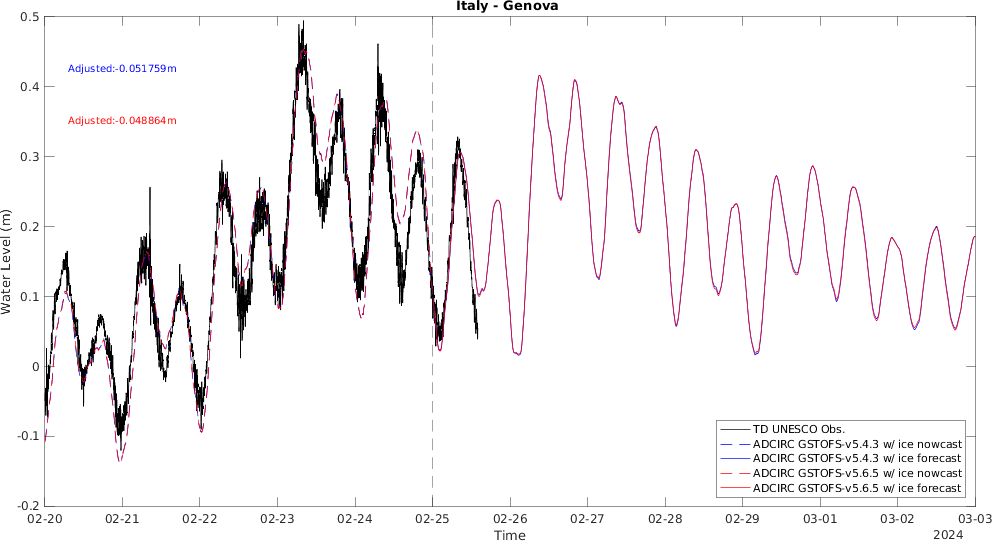 Italy - Genova
Adjusted:-0.051759m
Adjusted:-0.048864m
Water Level (m)
0.5
0.4
0.3
0.2
0.1
0
-0.1
-0.2
02-20
02-21
02-22
02-23
02-24
02-25
02-26
02-27
02-28
02-29
03-01
03-02
03-03
Time
2024
TD UNESCO Obs.
ADCIRC GSTOFS-v5.4.3 w/ ice nowcast
ADCIRC GSTOFS-v5.4.3 w/ ice forecast
ADCIRC GSTOFS-v5.6.5 w/ ice nowcast
ADCIRC GSTOFS-v5.6.5 w/ ice forecast